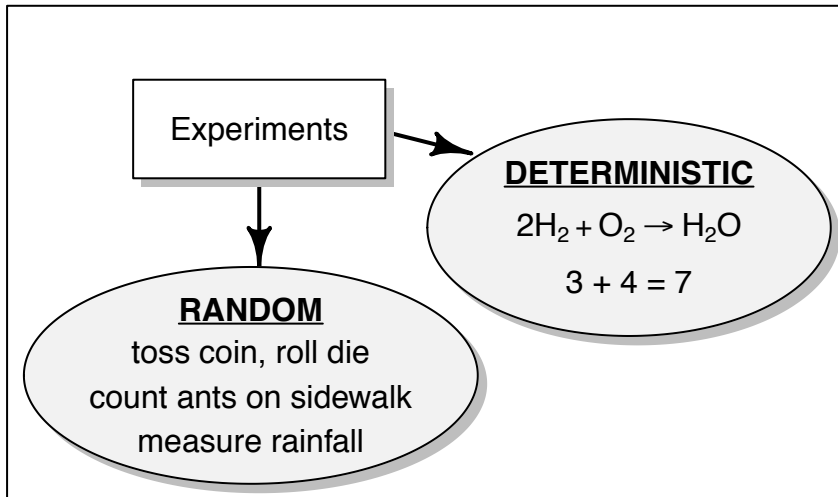 Experiments
DETERMINISTIC
2H₂ + O₂ → H₂O
3 + 4 = 7
RANDOM
toss coin, roll die
count ants on sidewalk
measure rainfall